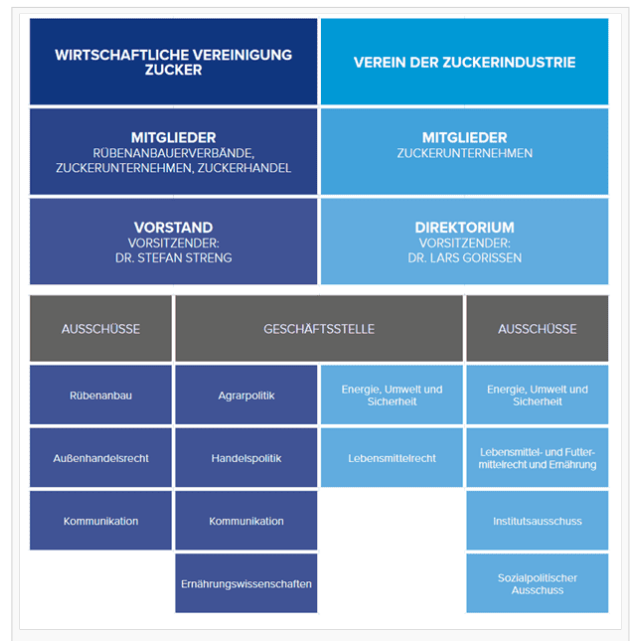 WIRTSCHAFTLICHE VEREINIGUNG
ZUCKER
VEREIN DER ZUCKERINDUSTRIE
MITGLIEDER
RÜBENANBAUERVERBÄNDE,
ZUCKERUNTERNEHMEN, ZUCKERHANDEL
MITGLIEDER
ZUCKERUNTERNEHMEN
VORSTAND
VORSITZENDER:
DR. STEFAN STRENG
DIREKTORIUM
VORSITZENDER:
DR. LARS GORISSEN
AUSSCHÜSSE
GESCHÄFTSSTELLE
AUSSCHÜSSE
Rübenanbau
Agrarpolitik
Energie, Umwelt und
Sicherheit
Energie, Umwelt und
Sicherheit
Außenhandelsrecht
Handelspolitik
Lebensmittelrecht
Lebensmittel- und Futter-
mittelrecht und Ernährung
Kommunikation
Kommunikation
Institutsausschuss
Ernährungswissenschaften
Sozialpolitischer
Ausschuss